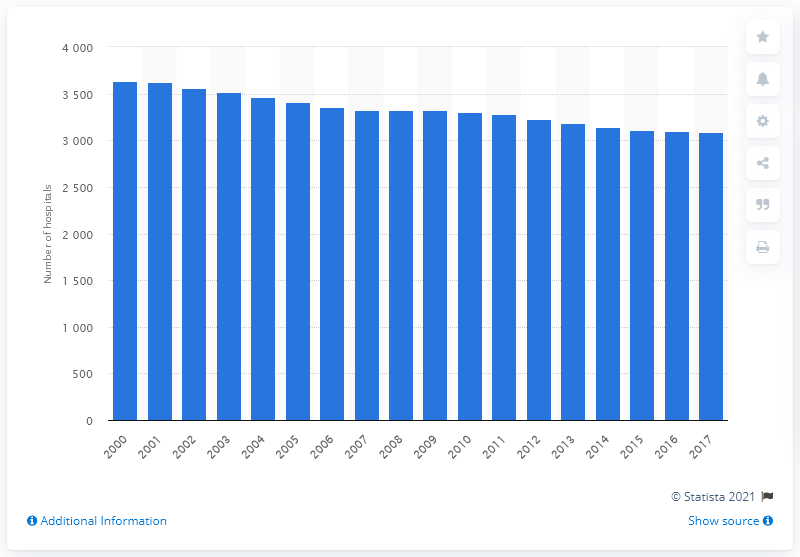 4 000
3 500
3 000
2 500
2 000
1 500
1 000
500
0
Number of hospitals
2000 2001 2002 2003 2004 2005 2006 2007 2008 2009 2010 2011 2012 2013 2014 2015 2016 2017
© Statista 2021
Additional Information
Show source